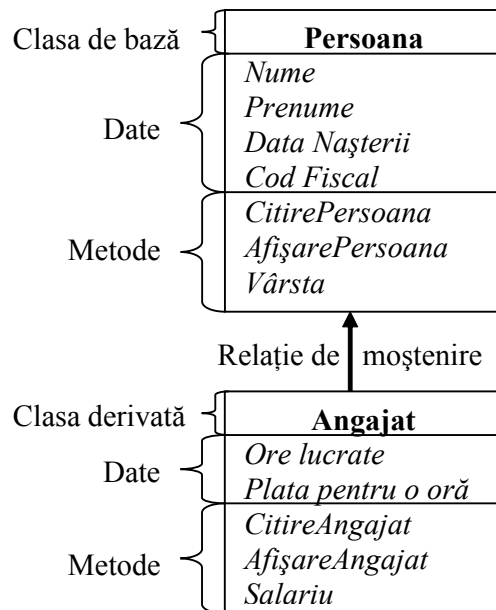 Clasa de bază
Persoana
Date
Nume
Prenume
Data Naşterii
Cod Fiscal
Metode
CitirePersoana
AfişarePersoana
Vârsta
Relaţie de moştenire
Clasa derivată
Angajat
Date
Ore lucrate
Plata pentru o oră
Metode
CitireAngajat
AfişareAngajat
Salariu